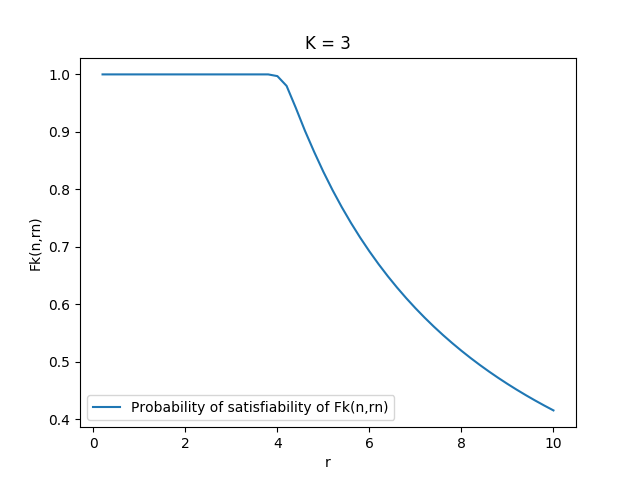 K = 3
1.0
0.9
0.8
0.7
0.6
0.5
0.4
Fk(n,rn)
Probability of satisfiability of Fk(n,rn)
0 2 4 6 8 10
r